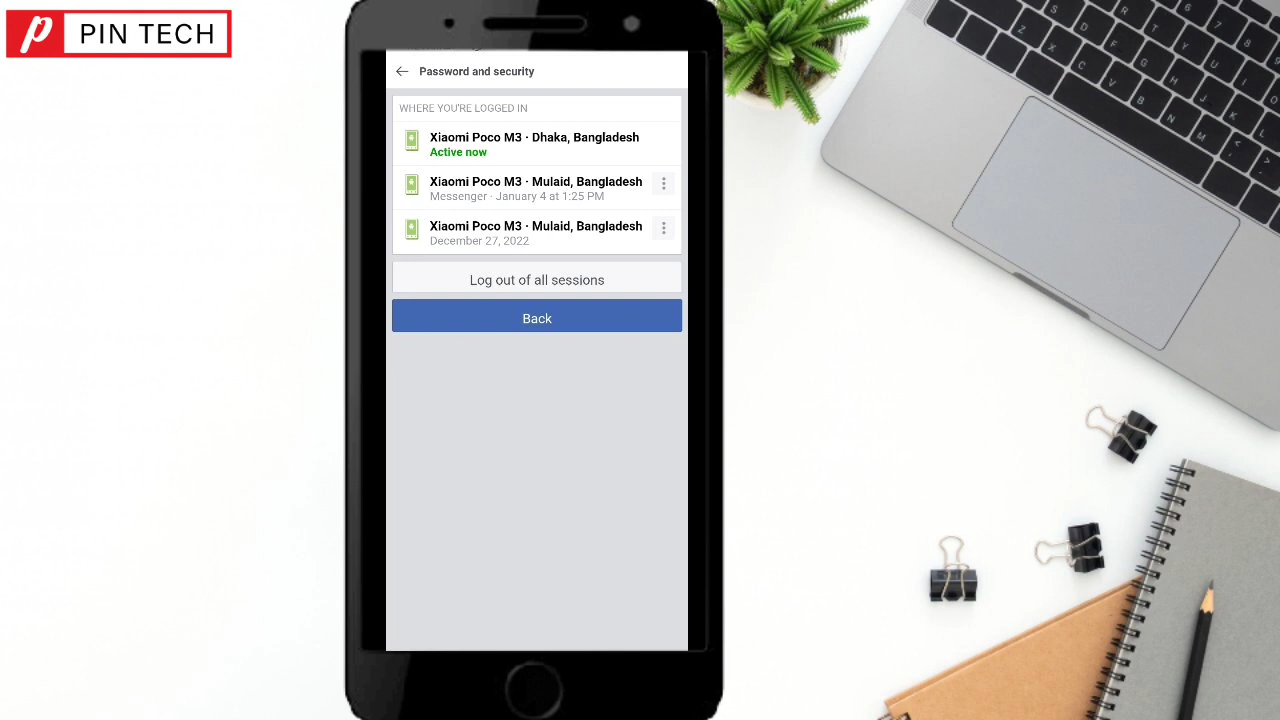 PIN TECH
Password and security
WHERE YOU'RE LOGGED IN
Xiaomi Poco M3 · Dhaka, Bangladesh
Active now
Xiaomi Poco M3 · Mulaid, Bangladesh
Messenger · January 4 at 1:25 PM
Xiaomi Poco M3 · Mulaid, Bangladesh
December 27, 2022
Log out of all sessions
Back